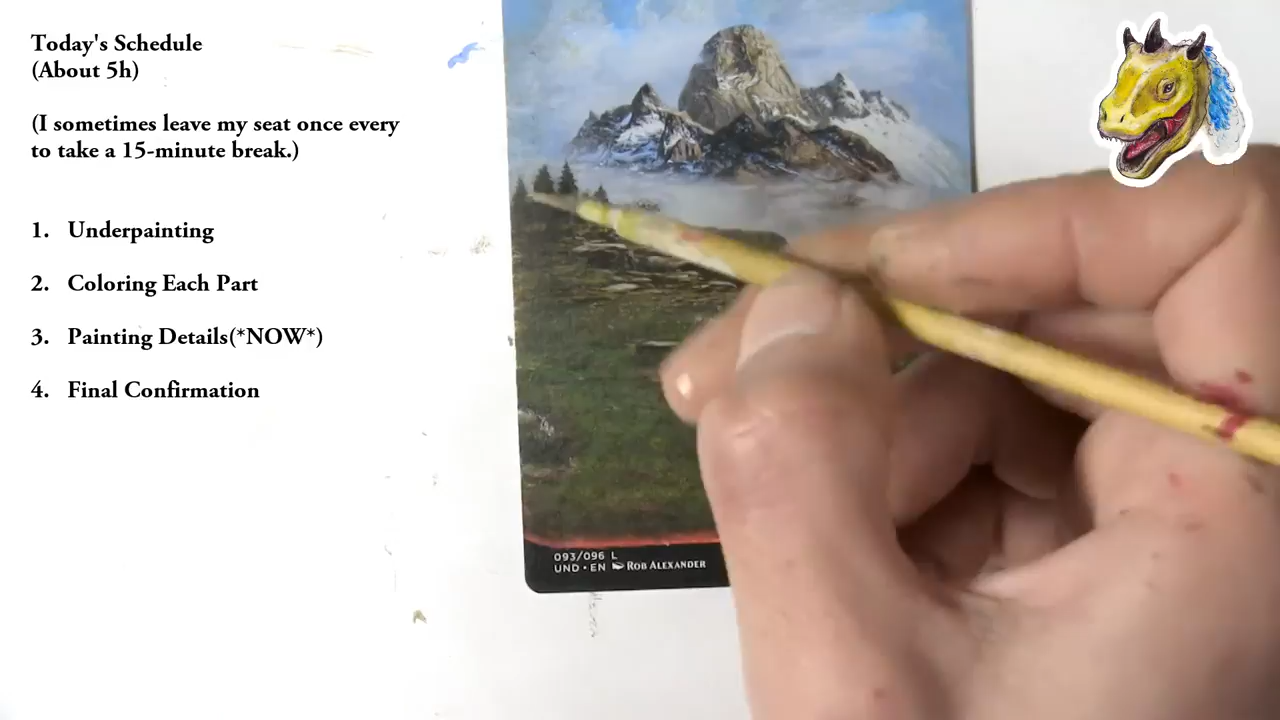 Today's Schedule
(About 5h)
(I sometimes leave my seat once every
to take a 15-minute break.)
1. Underpainting
2. Coloring Each Part
3. Painting Details(*NOW*)
4. Final Confirmation
093/096 L
UND • EN Rob Alexander